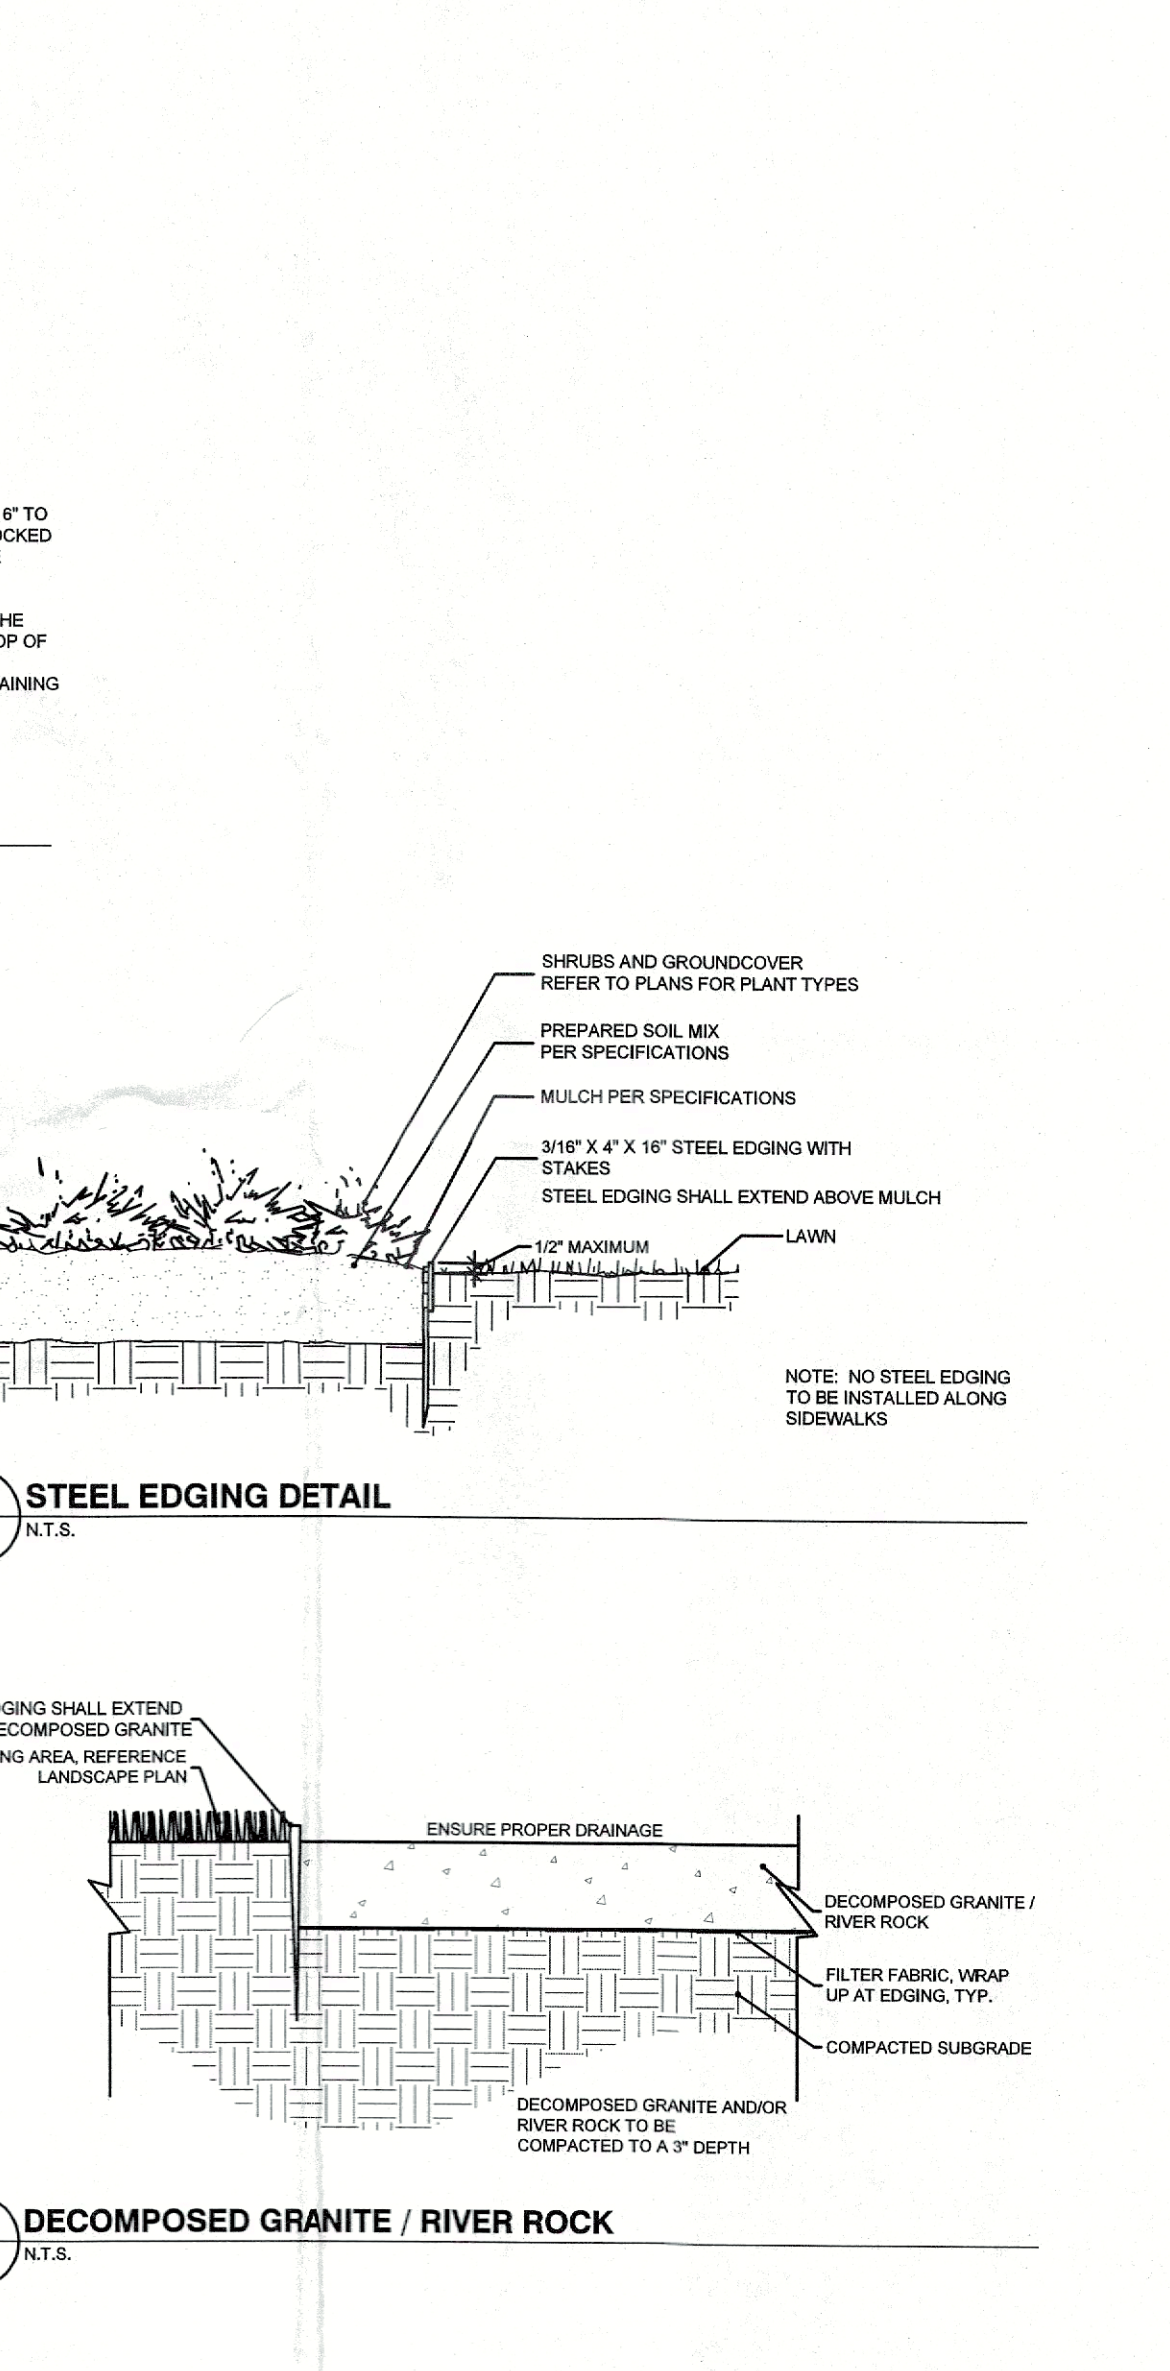 6" TO
OCKED
HE
OP OF
AINING
SHRUBS AND GROUNDCOVER
REFER TO PLANS FOR PLANT TYPES
PREPARED SOIL MIX
PER SPECIFICATIONS
MULCH PER SPECIFICATIONS
3/16" X 4" X 16" STEEL EDGING WITH
STAKES
STEEL EDGING SHALL EXTEND ABOVE MULCH
LAWN
1/2" MAXIMUM
NOTE: NO STEEL EDGING
TO BE INSTALLED ALONG
SIDEWALKS
STEEL EDGING DETAIL
N.T.S.
GING SHALL EXTEND
ECOMPOSED GRANITE
NG AREA, REFERENCE
LANDSCAPE PLAN
ENSURE PROPER DRAINAGE
DECOMPOSED GRANITE /
RIVER ROCK
FILTER FABRIC, WRAP
UP AT EDGING, TYP.
COMPACTED SUBGRADE
DECOMPOSED GRANITE AND/OR
RIVER ROCK TO BE
COMPACTED TO A 3" DEPTH
DECOMPOSED GRANITE / RIVER ROCK
N.T.S.